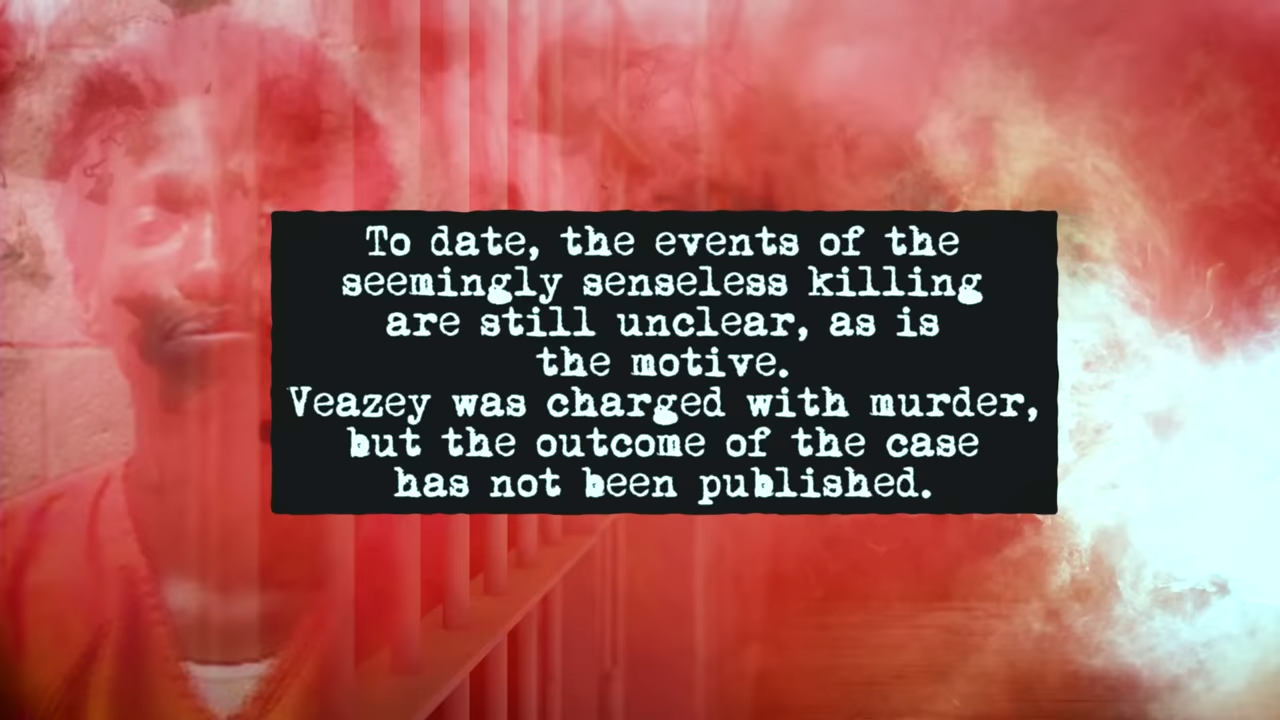 To date, the events of the
seemingly senseless killing
are still unclear, as is
the motive.
Veazey was charged with murder,
but the outcome of the case
has not been published.